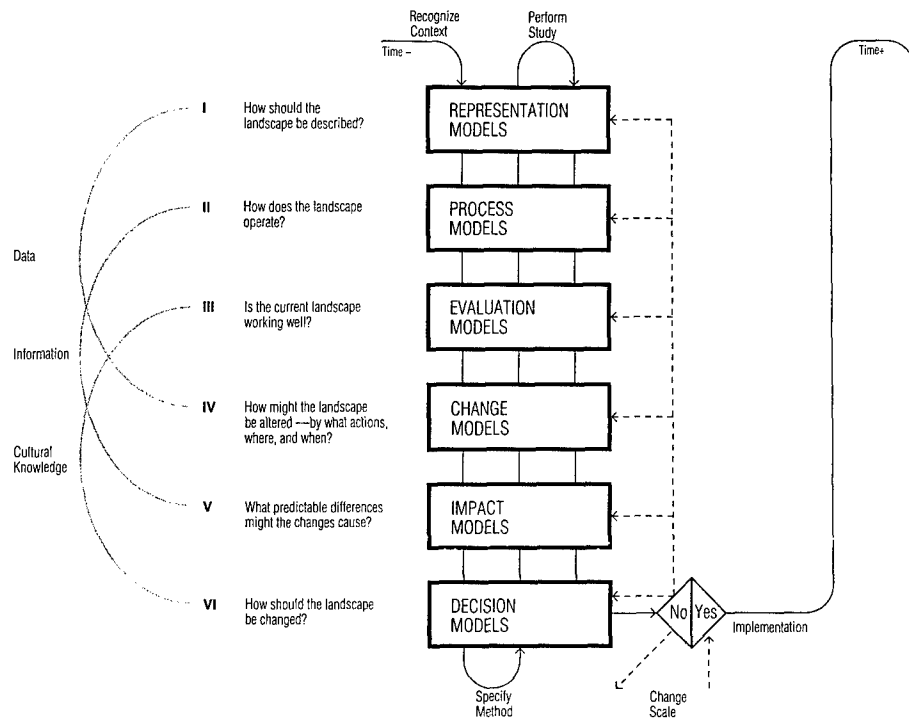 Recognize
Context
Perform
Study
Time –
Time+
I
How should the
landscape be described?
REPRESENTATION
MODELS
II
How does the landscape
operate?
PROCESS
MODELS
Data
III
Is the current landscape
working well?
EVALUATION
MODELS
Information
IV
How might the landscape
be altered —by what actions,
where, and when?
CHANGE
MODELS
Cultural
Knowledge
V
What predictable differences
might the changes cause?
IMPACT
MODELS
VI
How should the landscape
be changed?
DECISION
MODELS
No
Yes
Implementation
Specify
Method
Change
Scale